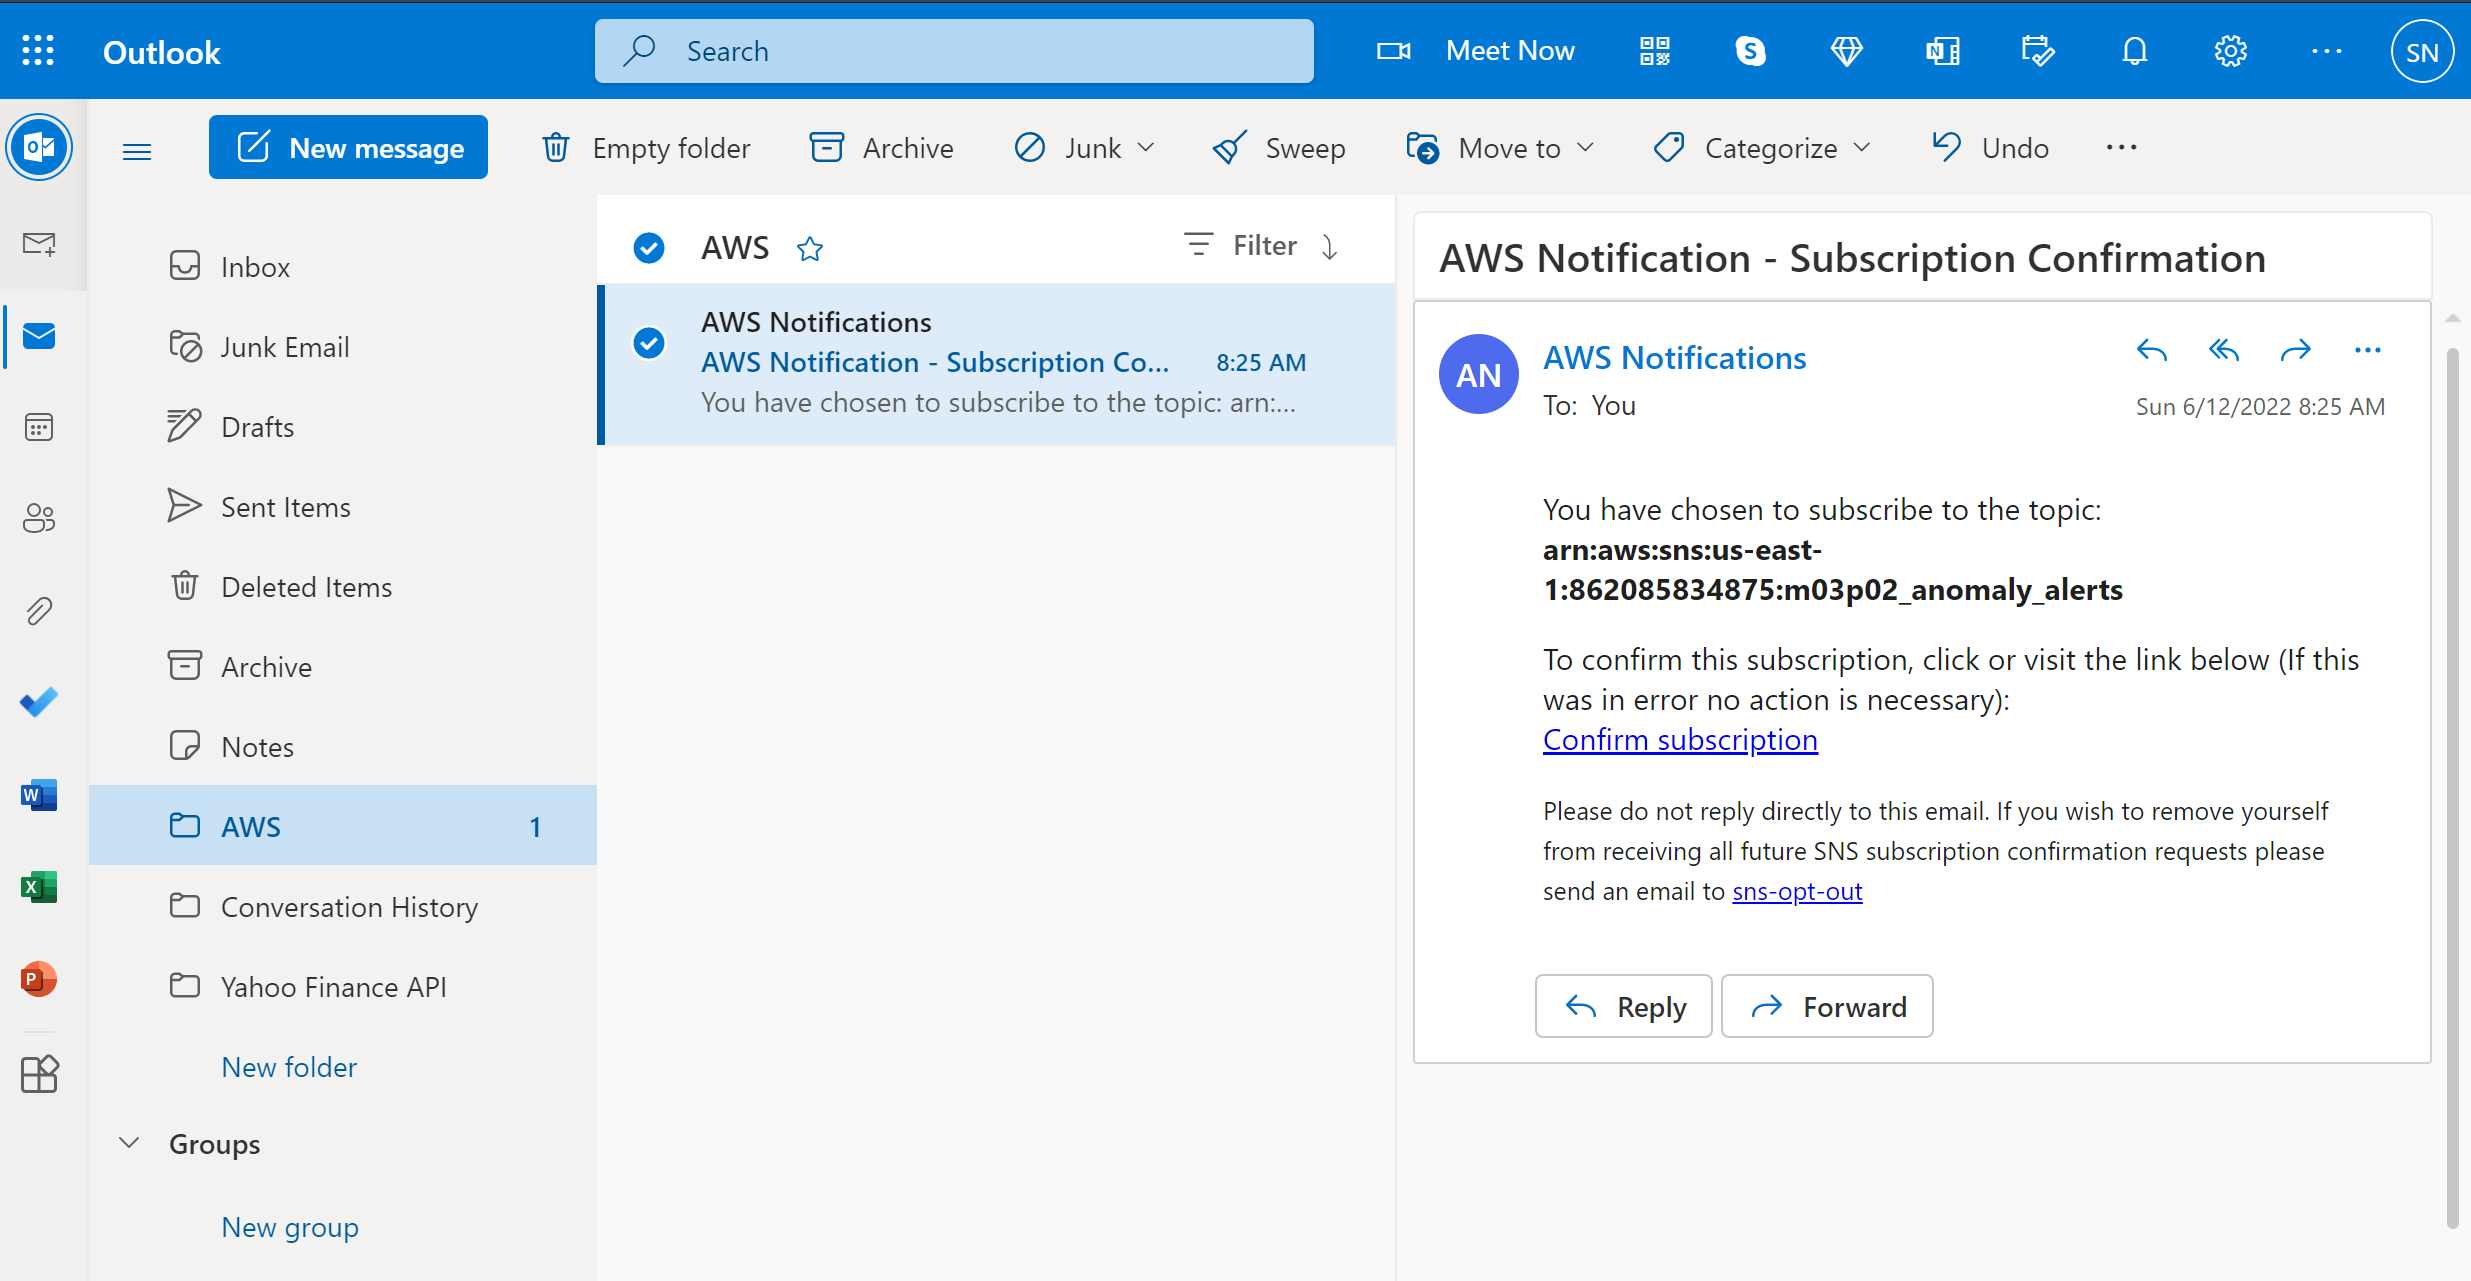 Outlook
Search
Meet Now
SN
New message
Empty folder
Archive
Junk
Sweep
Move to
Categorize
Undo
Inbox
Junk Email
Drafts
Sent Items
Deleted Items
Archive
Notes
AWS 1
Conversation History
Yahoo Finance API
New folder
Groups
New group
AWS
Filter
AWS Notifications
AWS Notification - Subscription Co... 8:25 AM
You have chosen to subscribe to the topic: arn:...
AWS Notification - Subscription Confirmation
AN
AWS Notifications
To: You
Sun 6/12/2022 8:25 AM
You have chosen to subscribe to the topic:
arn:aws:sns:us-east-
1:862085834875:m03p02_anomaly_alerts
To confirm this subscription, click or visit the link below (If this
was in error no action is necessary):
Confirm subscription
Please do not reply directly to this email. If you wish to remove yourself
from receiving all future SNS subscription confirmation requests please
send an email to sns-opt-out
Reply
Forward